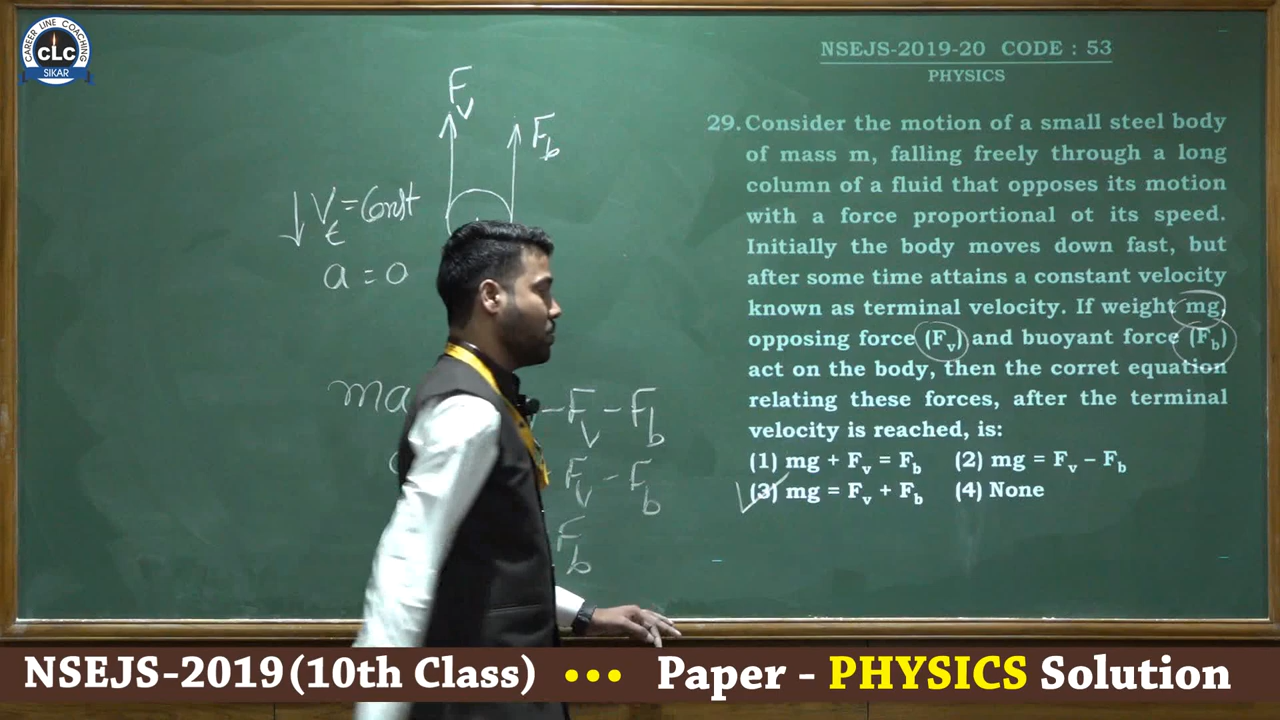 CAREER LINE COACHING
CLC
SIKAR
NSEJS-2019-20 CODE : 53
PHYSICS
29. Consider the motion of a small steel body
of mass m, falling freely through a long
column of a fluid that opposes its motion
with a force proportional ot its speed.
Initially the body moves down fast, but
after some time attains a constant velocity
known as terminal velocity. If weight mg,
opposing force (Fv) and buoyant force (Fb)
act on the body, then the corret equation
relating these forces, after the terminal
velocity is reached, is:
(1) mg + Fv = Fb (2) mg = Fv – Fb
(3) mg = Fv + Fb (4) None
Fv
Fb
Vt = Const
a = 0
ma - Fv - Fb
Fv - Fb
Fb
NSEJS-2019(10th Class) ••• Paper - PHYSICS Solution